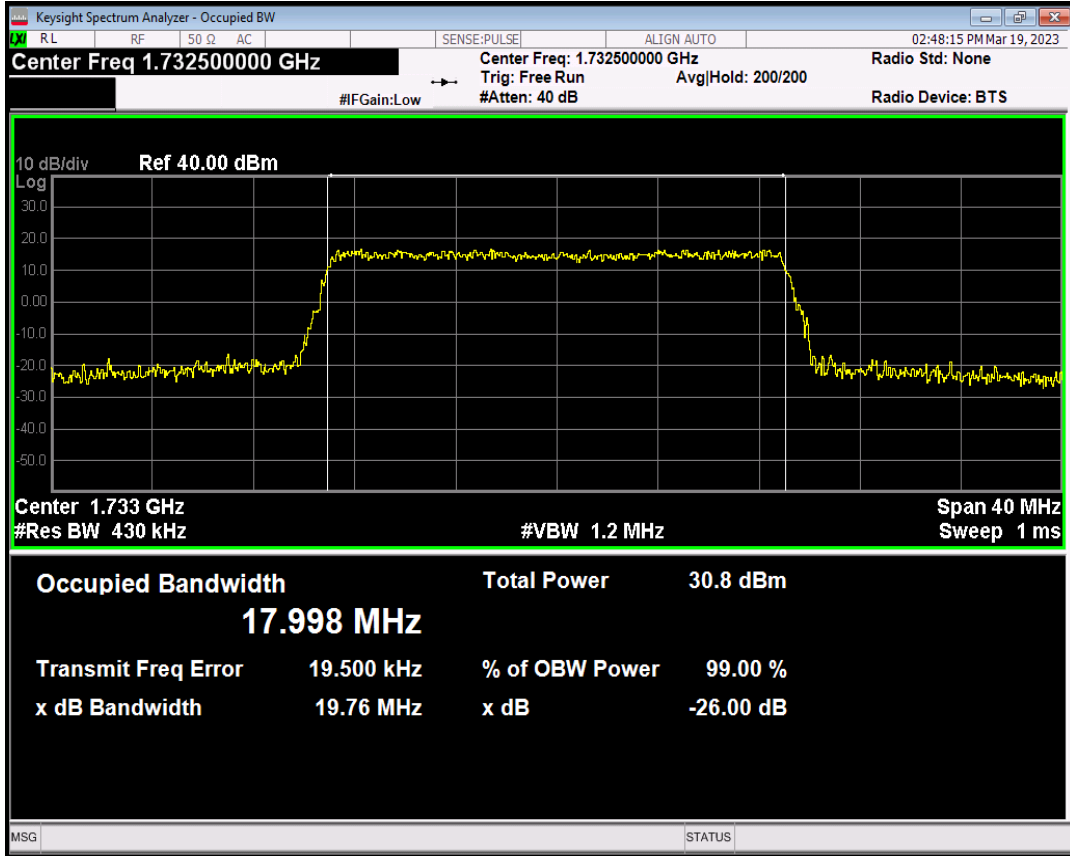 Keysight Spectrum Analyzer - Occupied BW
LXI RL RF 50 Ω AC SENSE:PULSE ALIGN AUTO 02:48:15 PM Mar 19, 2023
Center Freq 1.732500000 GHz Center Freq: 1.732500000 GHz Radio Std: None
Trig: Free Run Avg|Hold: 200/200
#IFGain:Low #Atten: 40 dB Radio Device: BTS
10 dB/div Ref 40.00 dBm
Log
30.0
20.0
10.0
0.00
-10.0
-20.0
-30.0
-40.0
-50.0
Center 1.733 GHz Span 40 MHz
#Res BW 430 kHz #VBW 1.2 MHz Sweep 1 ms
Occupied Bandwidth Total Power 30.8 dBm
17.998 MHz
Transmit Freq Error 19.500 kHz % of OBW Power 99.00 %
x dB Bandwidth 19.76 MHz x dB -26.00 dB
MSG STATUS